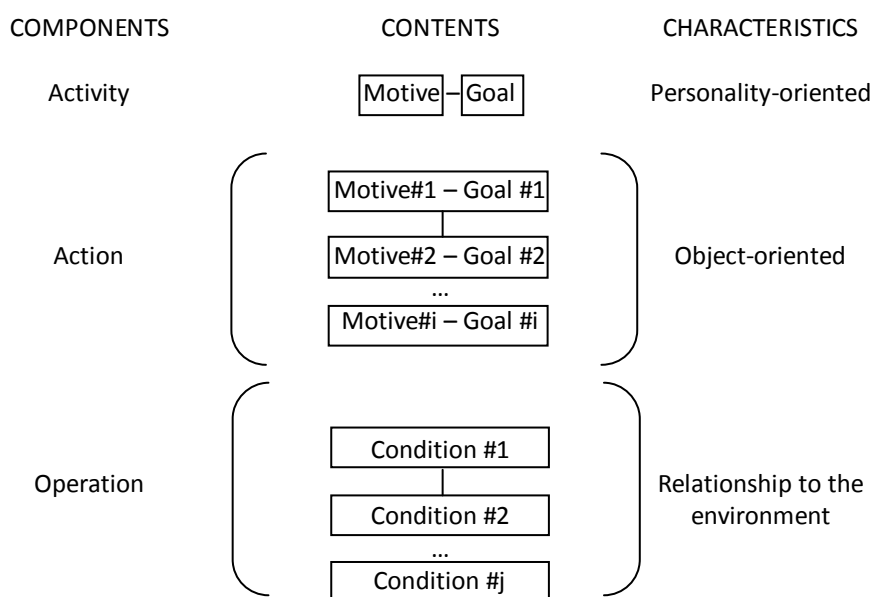 COMPONENTS CONTENTS CHARACTERISTICS
Activity Motive – Goal Personality-oriented
Motive#1 – Goal #1
Action Motive#2 – Goal #2 Object-oriented
...
Motive#i – Goal #i
Condition #1
Operation Relationship to the
Condition #2 environment
...
Condition #j